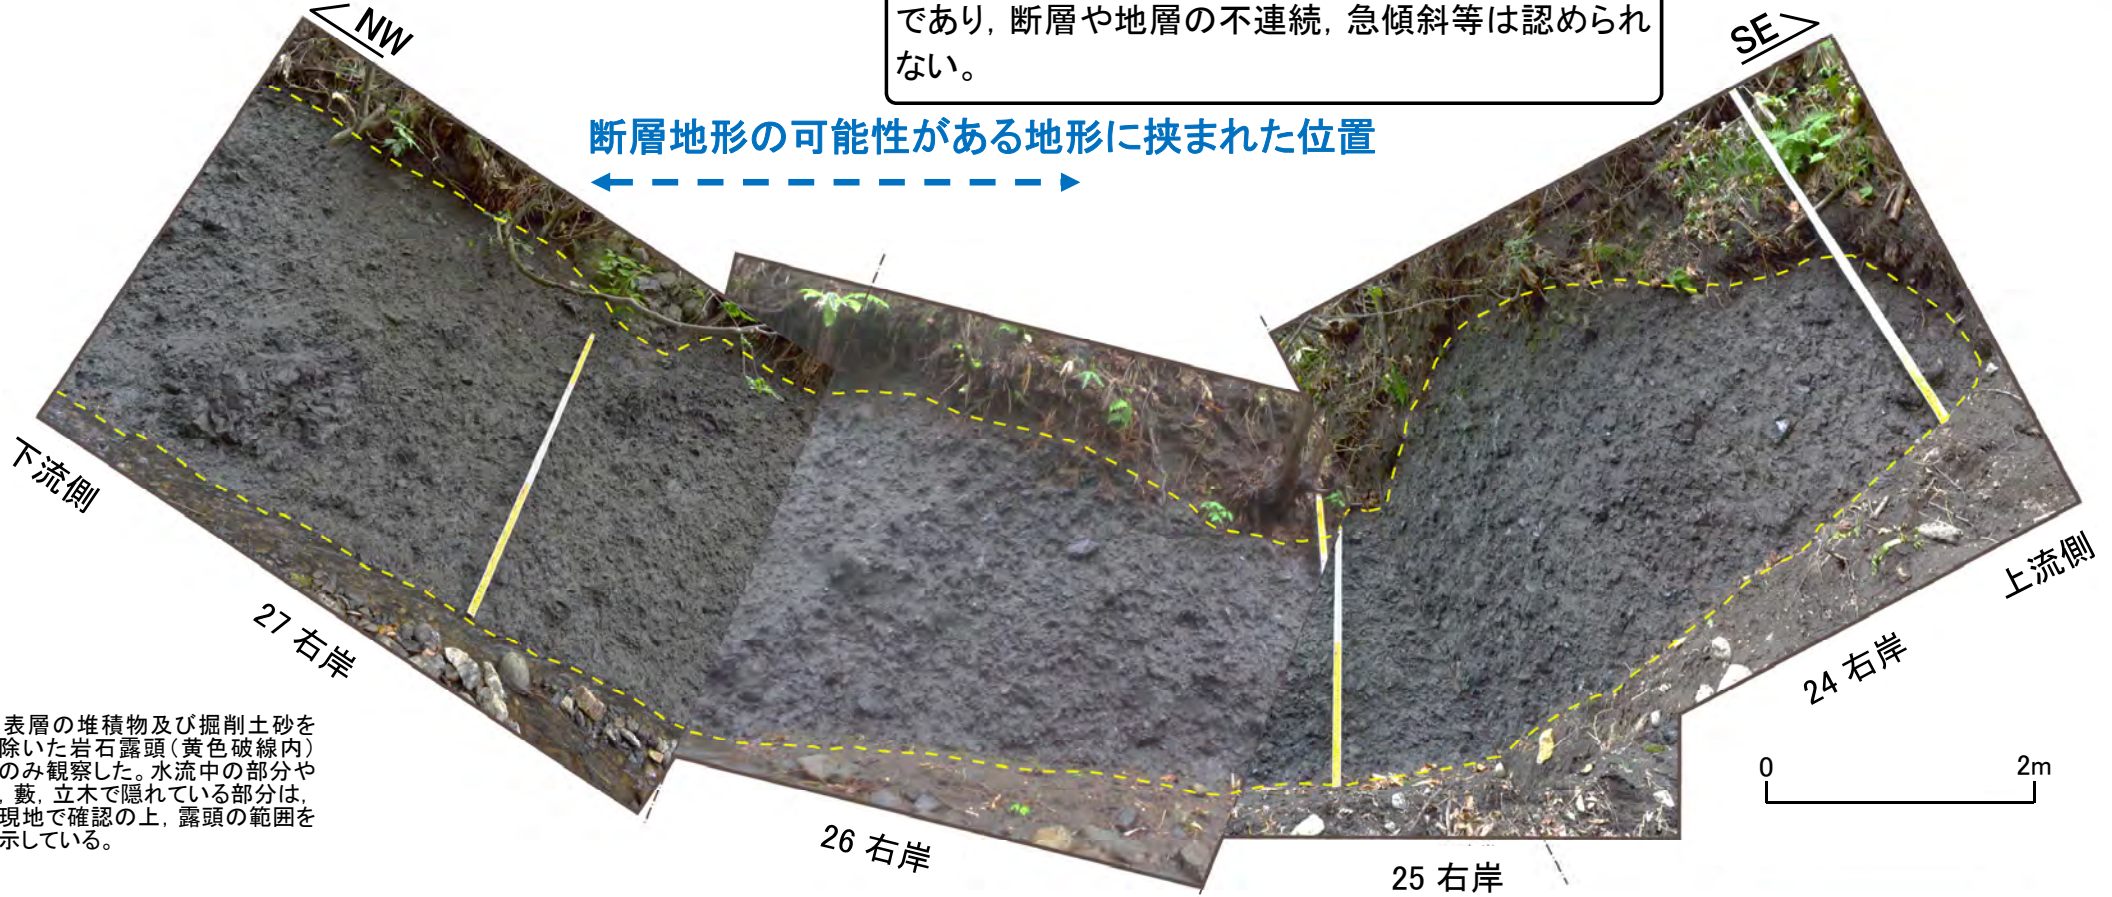 であり，断層や地層の不連続，急傾斜等は認められ
ない。
NW
SE
断層地形の可能性がある地形に挟まれた位置
下流側
上流側
27 右岸
26 右岸
25 右岸
24 右岸
表層の堆積物及び掘削土砂を
除いた岩石露頭（黄色破線内）
のみ観察した。水流中の部分や
，藪，立木で隠れている部分は，
現地で確認の上，露頭の範囲を
示している。
0 2m